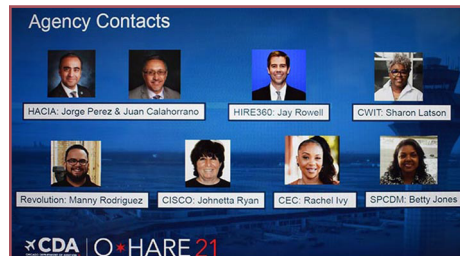 Agency Contacts
HACIA: Jorge Perez & Juan Calahorrano
HIRE360: Jay Rowell
CWIT: Sharon Latson
Revolution: Manny Rodriguez
CISCO: Johnetta Ryan
CEC: Rachel Ivy
SPCDM: Betty Jones
CDA
O*HARE 21